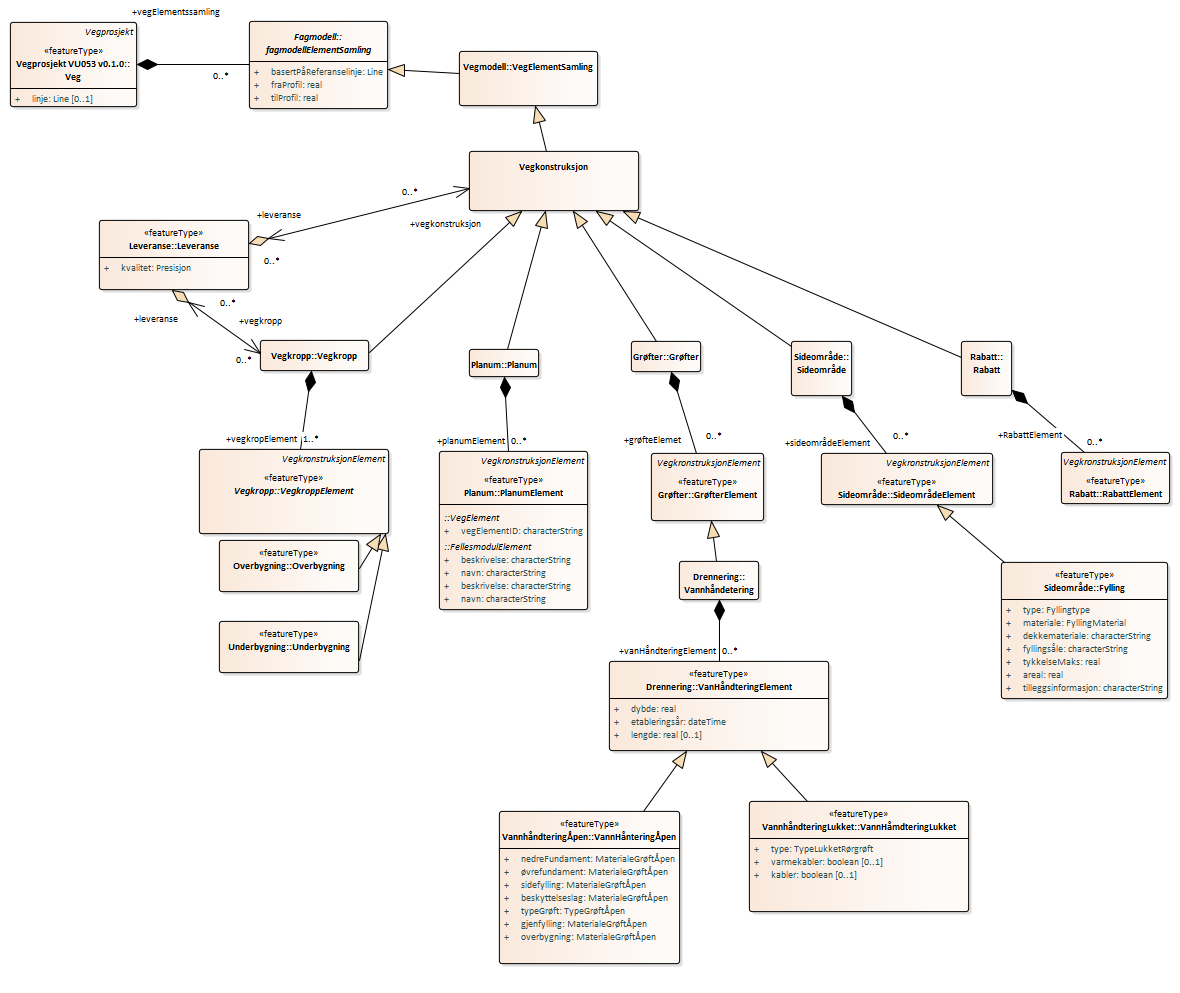 +vegElementssamling
Vegprosjekt
«featureType»
Vegprosjekt VU053 v0.1.0::
Veg
+ linje: Line [0..1]
0..*
Fagmodell::
fagmodellElementSamling
+ basertPåReferanselinje: Line
+ fraProfil: real
+ tilProfil: real
Vegmodell::VegElementSamling
Vegkonstruksjon
0..*
+leveranse
+vegkonstruksjon
0..*
«featureType»
Leveranse::Leveranse
+ kvalitet: Presisjon
0..*
+leveranse
+vegkropp
0..*
Vegkropp::Vegkropp
Planum::Planum
Grøfter::Grøfter
Sideområde::
Sideområde
Rabatt::
Rabatt
+vegkropElement
1..*
+planumElement
0..*
+grøfteElemet
0..*
+sideområdeElement
0..*
+RabattElement
0..*
VegkronstruksjonElement
«featureType»
Vegkropp::VegkroppElement
VegkronstruksjonElement
«featureType»
Planum::PlanumElement
::VegElement
+ vegElementID: characterString
::FellesmodulElement
+ beskrivelse: characterString
+ navn: characterString
+ beskrivelse: characterString
+ navn: characterString
VegkronstruksjonElement
«featureType»
Grøfter::GrøfterElement
VegkronstruksjonElement
«featureType»
Sideområde::SideområdeElement
VegkronstruksjonElement
«featureType»
Rabatt::RabattElement
«featureType»
Overbygning::Overbygning
«featureType»
Underbygning::Underbygning
Drennering::
Vannhåndetering
«featureType»
Sideområde::Fylling
+ type: Fyllingtype
+ materiale: FyllingMaterial
+ dekkemateriale: characterString
+ fyllingsåle: characterString
+ tykkelseMaks: real
+ areal: real
+ tilleggsinformasjon: characterString
+vanHåndteringElement
0..*
«featureType»
Drennering::VanHåndteringElement
+ dybde: real
+ etableringsår: dateTime
+ lengde: real [0..1]
«featureType»
VannhåndteringÅpen::VannHånteringÅpen
+ nedreFundament: MaterialeGrøftÅpen
+ øvrefundament: MaterialeGrøftÅpen
+ sidefylling: MaterialeGrøftÅpen
+ beskyttelseslag: MaterialeGrøftÅpen
+ typeGrøft: TypeGrøftÅpen
+ gjenfylling: MaterialeGrøftÅpen
+ overbygning: MaterialeGrøftÅpen
«featureType»
VannhåndteringLukket::VannHåmdteringLukket
+ type: TypeLukketRørgrøft
+ varmekabler: boolean [0..1]
+ kabler: boolean [0..1]